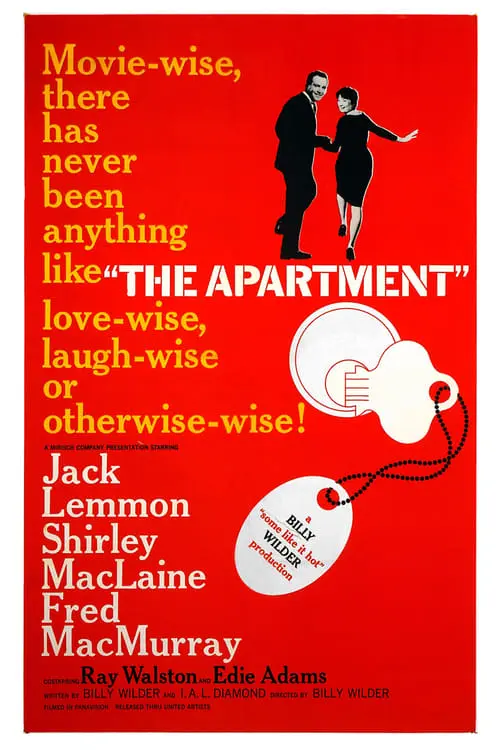 Movie-wise,
there
has
never
been
anything
like “THE APARTMENT”
love-wise,
laugh-wise
or
otherwise-wise!
A MIRISCH COMPANY PRESENTATION STARRING
Jack
Lemmon
Shirley
MacLaine
Fred
MacMurray
a
BILLY
“some like it hot”
WILDER
production
COSTARRING Ray Walston AND Edie Adams
WRITTEN BY BILLY WILDER AND I. A. L. DIAMOND DIRECTED BY BILLY WILDER
FILMED IN PANAVISION RELEASED THRU UNITED ARTISTS